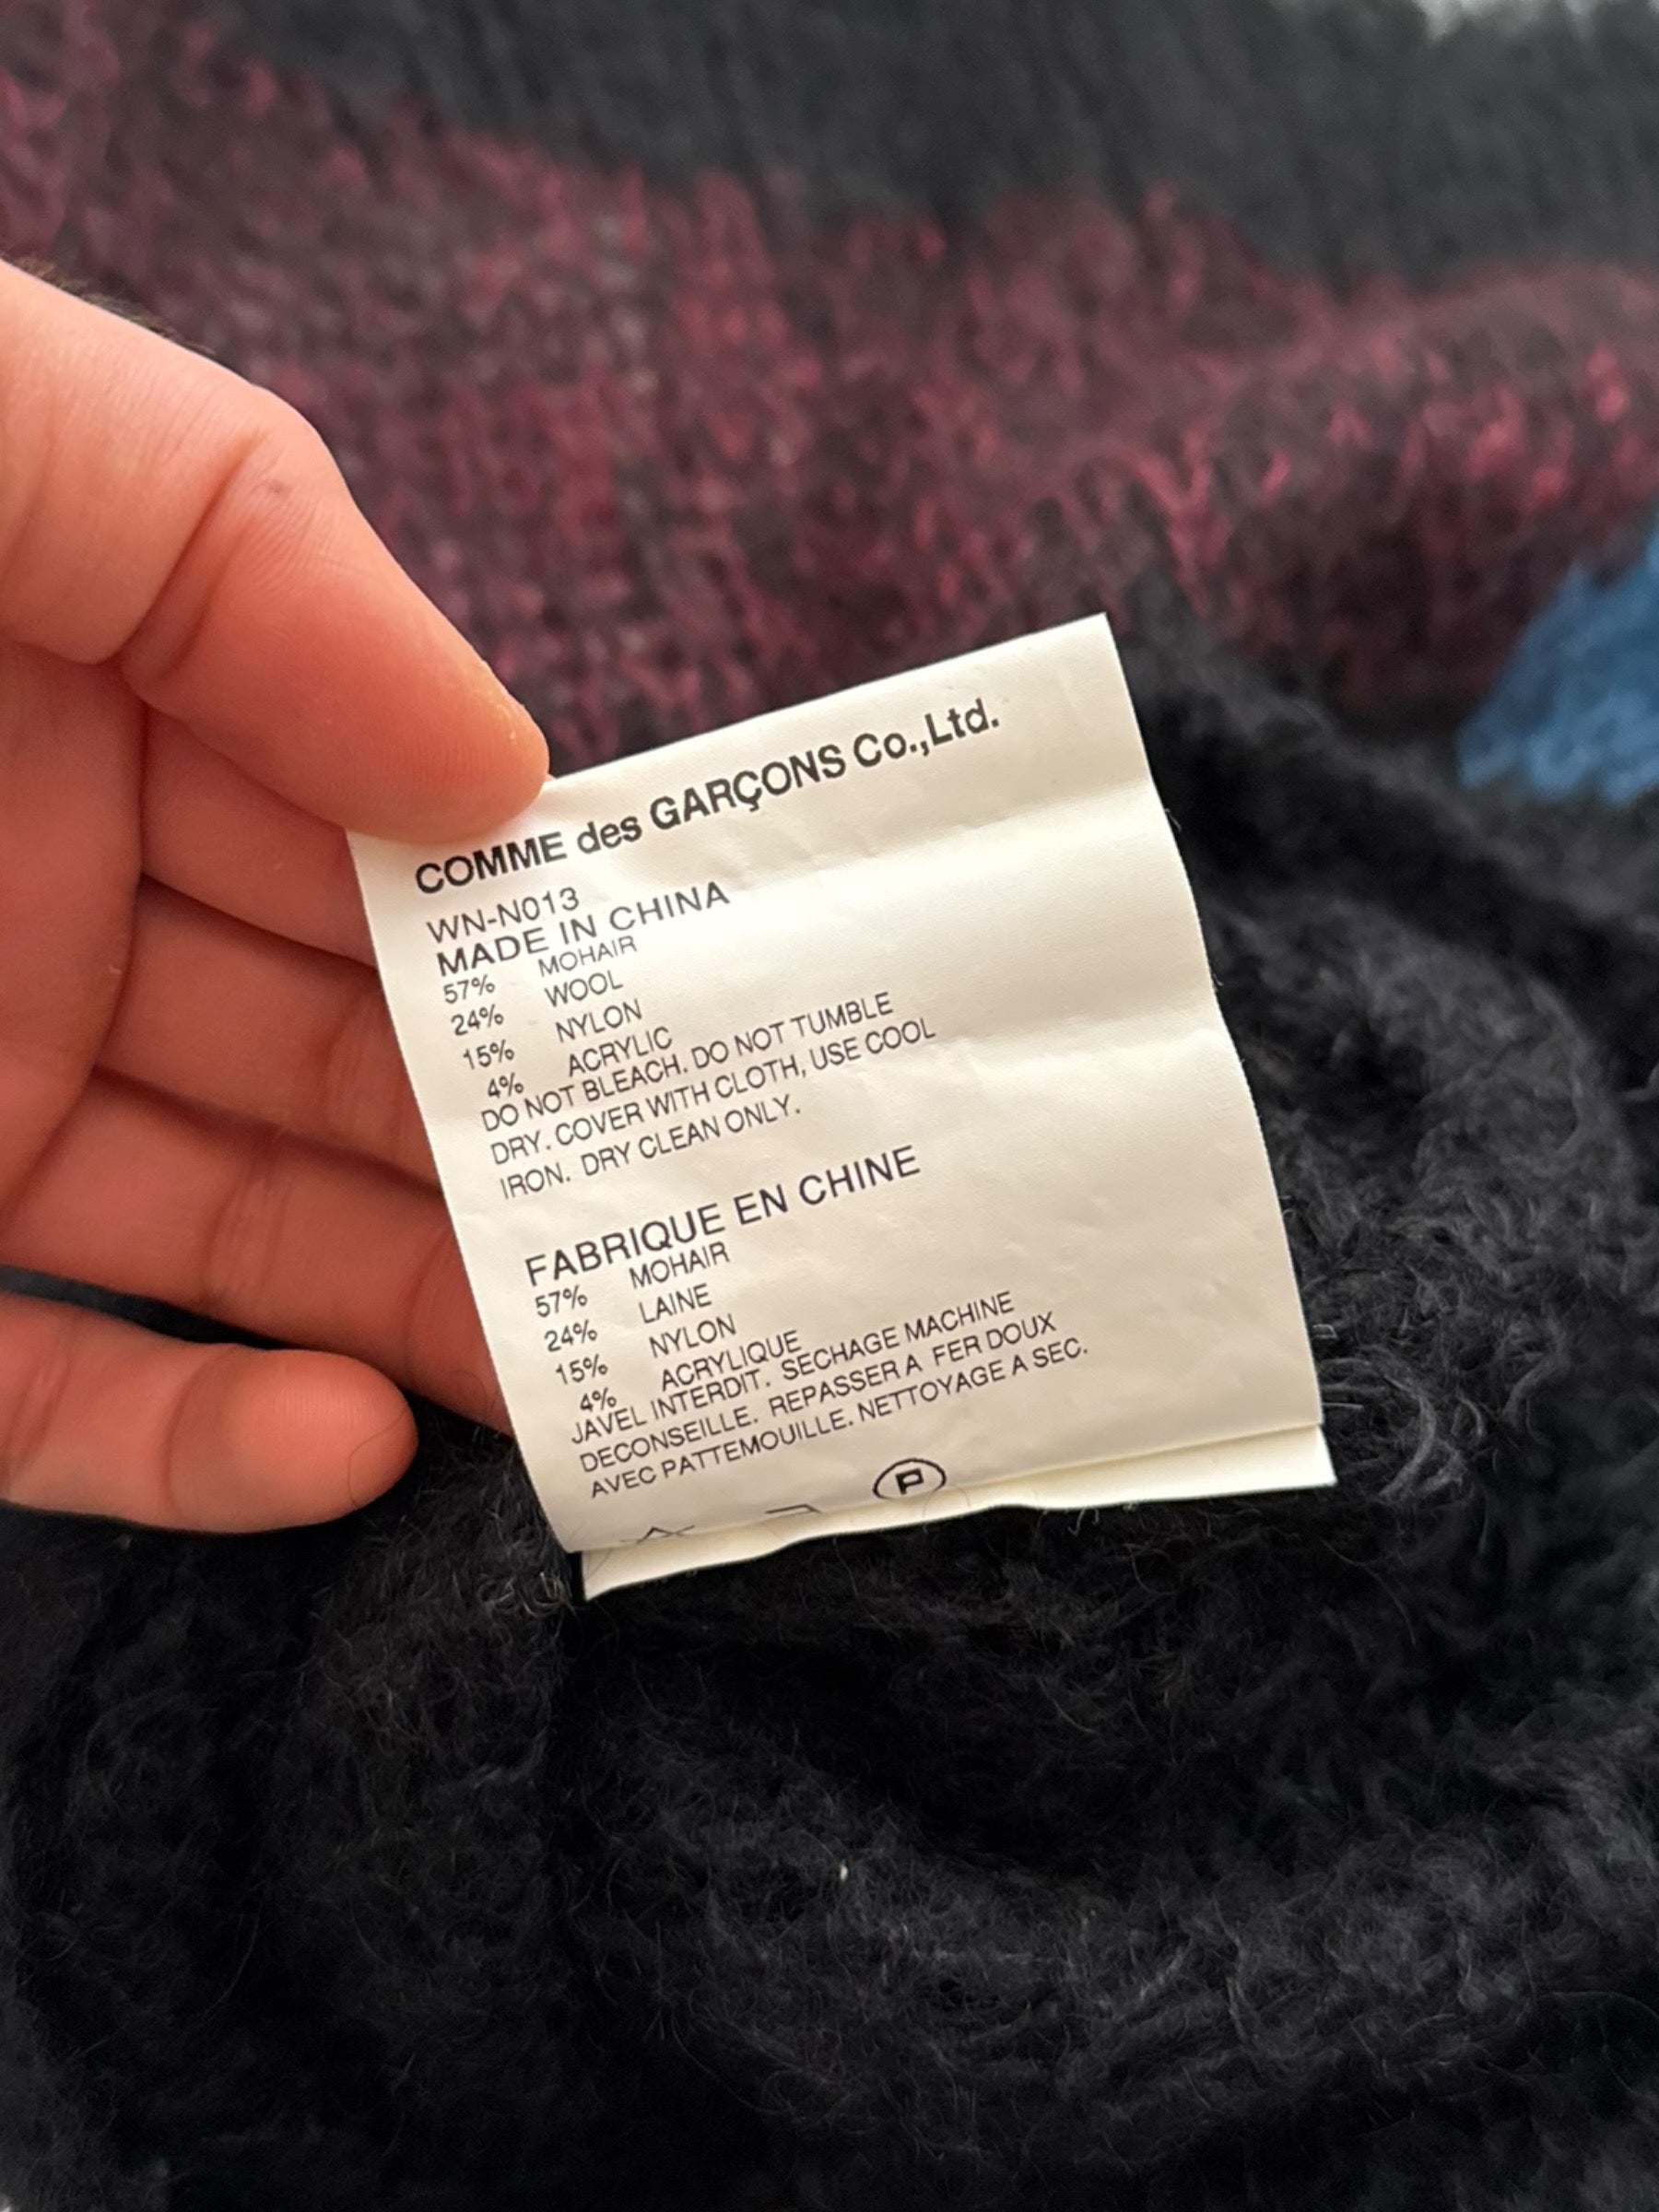 COMME des GARÇONS Co.,Ltd.
WN-N013
MADE IN CHINA
57% MOHAIR
24% WOOL
15% NYLON
4% ACRYLIC
DO NOT BLEACH. DO NOT TUMBLE
DRY. COVER WITH CLOTH, USE COOL
IRON. DRY CLEAN ONLY.
FABRIQUE EN CHINE
57% MOHAIR
24% LAINE
15% NYLON
4% ACRYLIQUE
JAVEL INTERDIT. SECHAGE MACHINE
DECONSEILLE. REPASSER A FER DOUX
AVEC PATTEMOUILLE. NETTOYAGE A SEC.
P